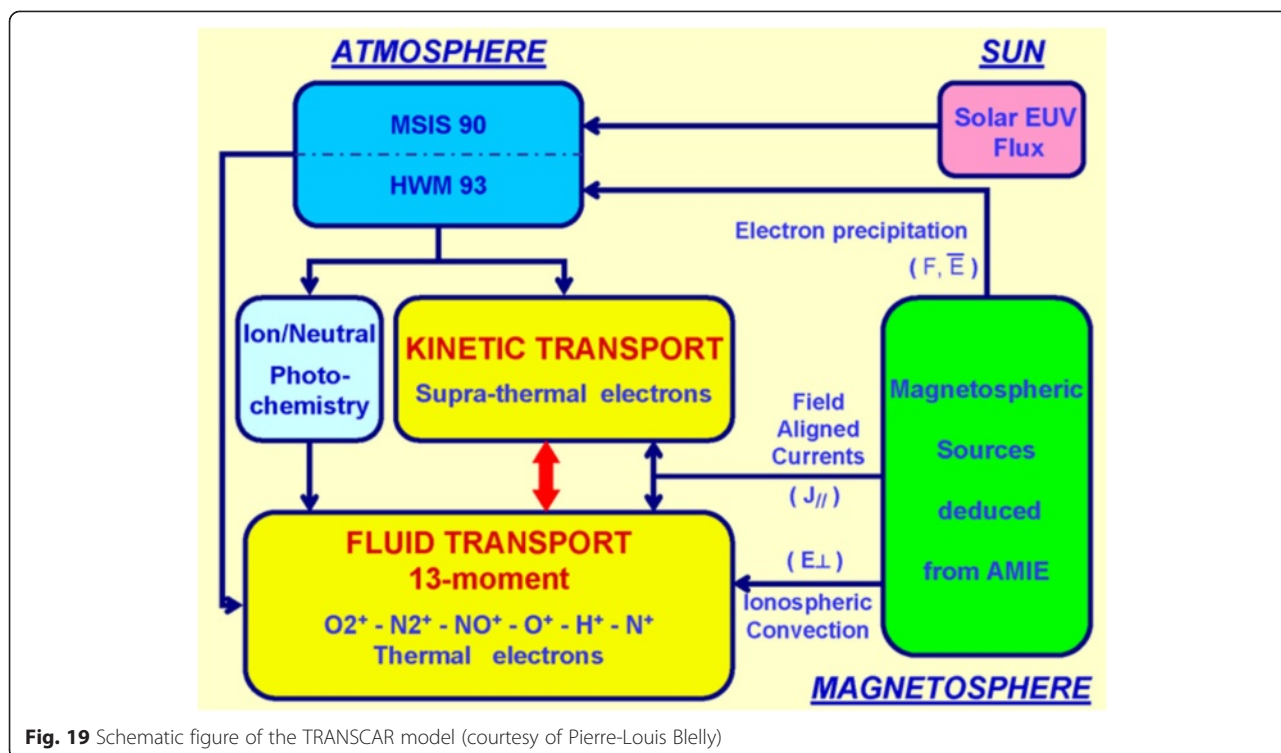 ATMOSPHERE
SUN
MSIS 90
HWM 93
Solar EUV
Flux
Electron precipitation
( F, E̅ )
Ion/Neutral
Photo-
chemistry
KINETIC TRANSPORT
Supra-thermal electrons
Field
Aligned
Currents
( J// )
Magnetospheric
Sources
deduced
from AMIE
FLUID TRANSPORT
13-moment
O2⁺ - N2⁺ - NO⁺ - O⁺ - H⁺ - N⁺
Thermal electrons
( E⊥ )
Ionospheric
Convection
MAGNETOSPHERE
Fig. 19 Schematic figure of the TRANSCAR model (courtesy of Pierre-Louis Blelly)